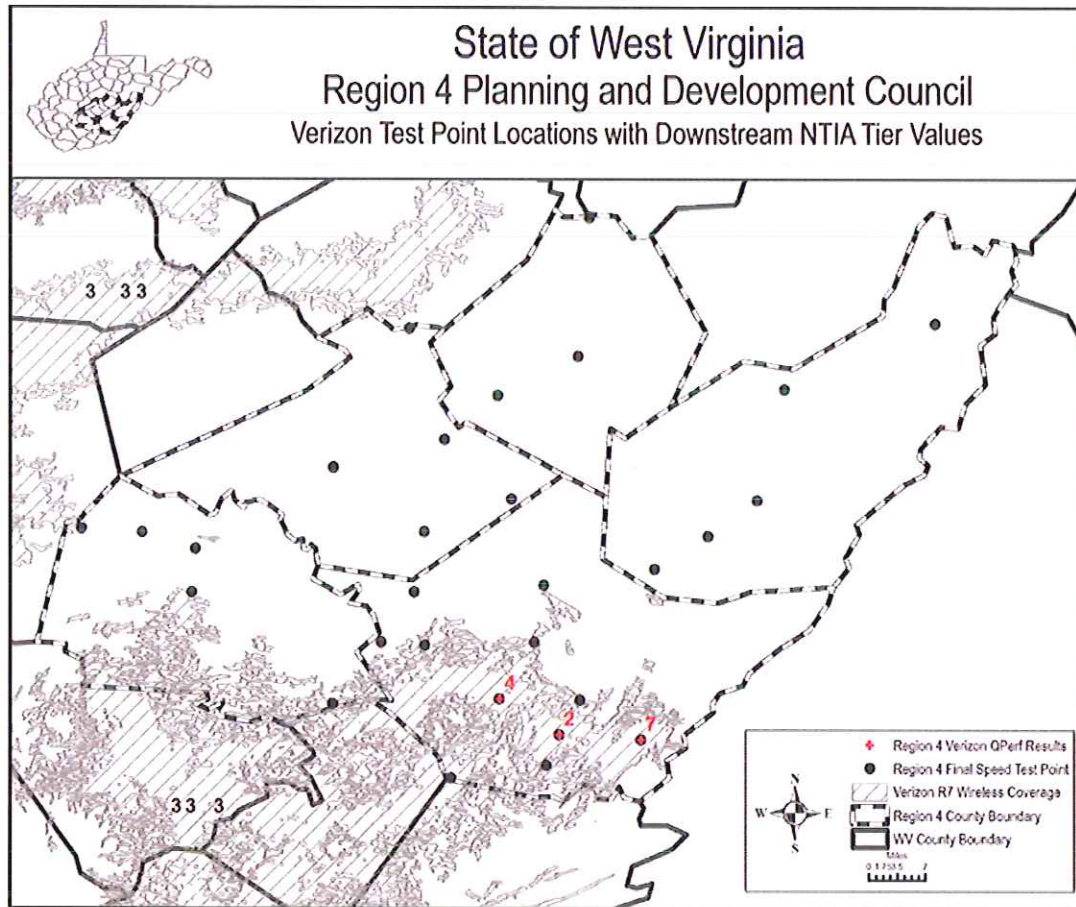 State of West Virginia
Region 4 Planning and Development Council
Verizon Test Point Locations with Downstream NTIA Tier Values
3 3 3
4
2
7
3 3 3
N
W E
S
Region 4 Verizon QPerf Results
Region 4 Final Speed Test Point
Verizon R7 Wireless Coverage
Region 4 County Boundary
WV County Boundary
Miles